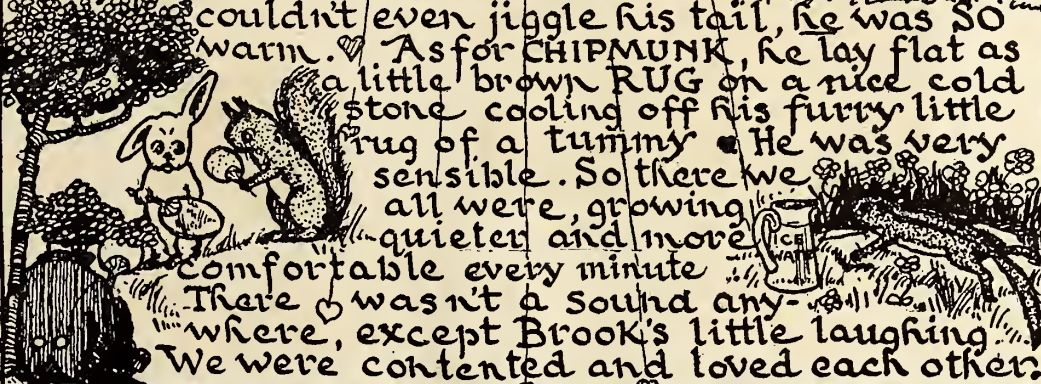 couldn't even jiggle his tail, he was SO
warm. As for CHIPMUNK, he lay flat as
a little brown RUG on a nice cold
stone cooling off his furry little
rug of a tummy He was very
sensible. So there we
all were, growing
quieter and more
ICE
WATER
comfortable every minute
There was n't a sound any-
where, except Brook's little laughing.
We were contented and loved each other.